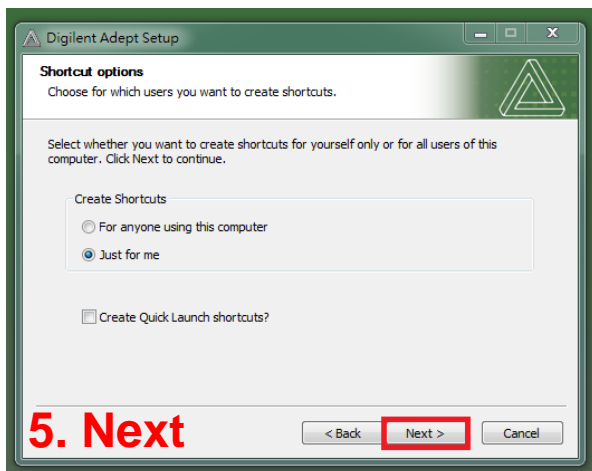 Digilent Adept Setup
Shortcut options
Choose for which users you want to create shortcuts.
Select whether you want to create shortcuts for yourself only or for all users of this
computer. Click Next to continue.
Create Shortcuts
For anyone using this computer
Just for me
Create Quick Launch shortcuts?
5. Next
< Back Next > Cancel